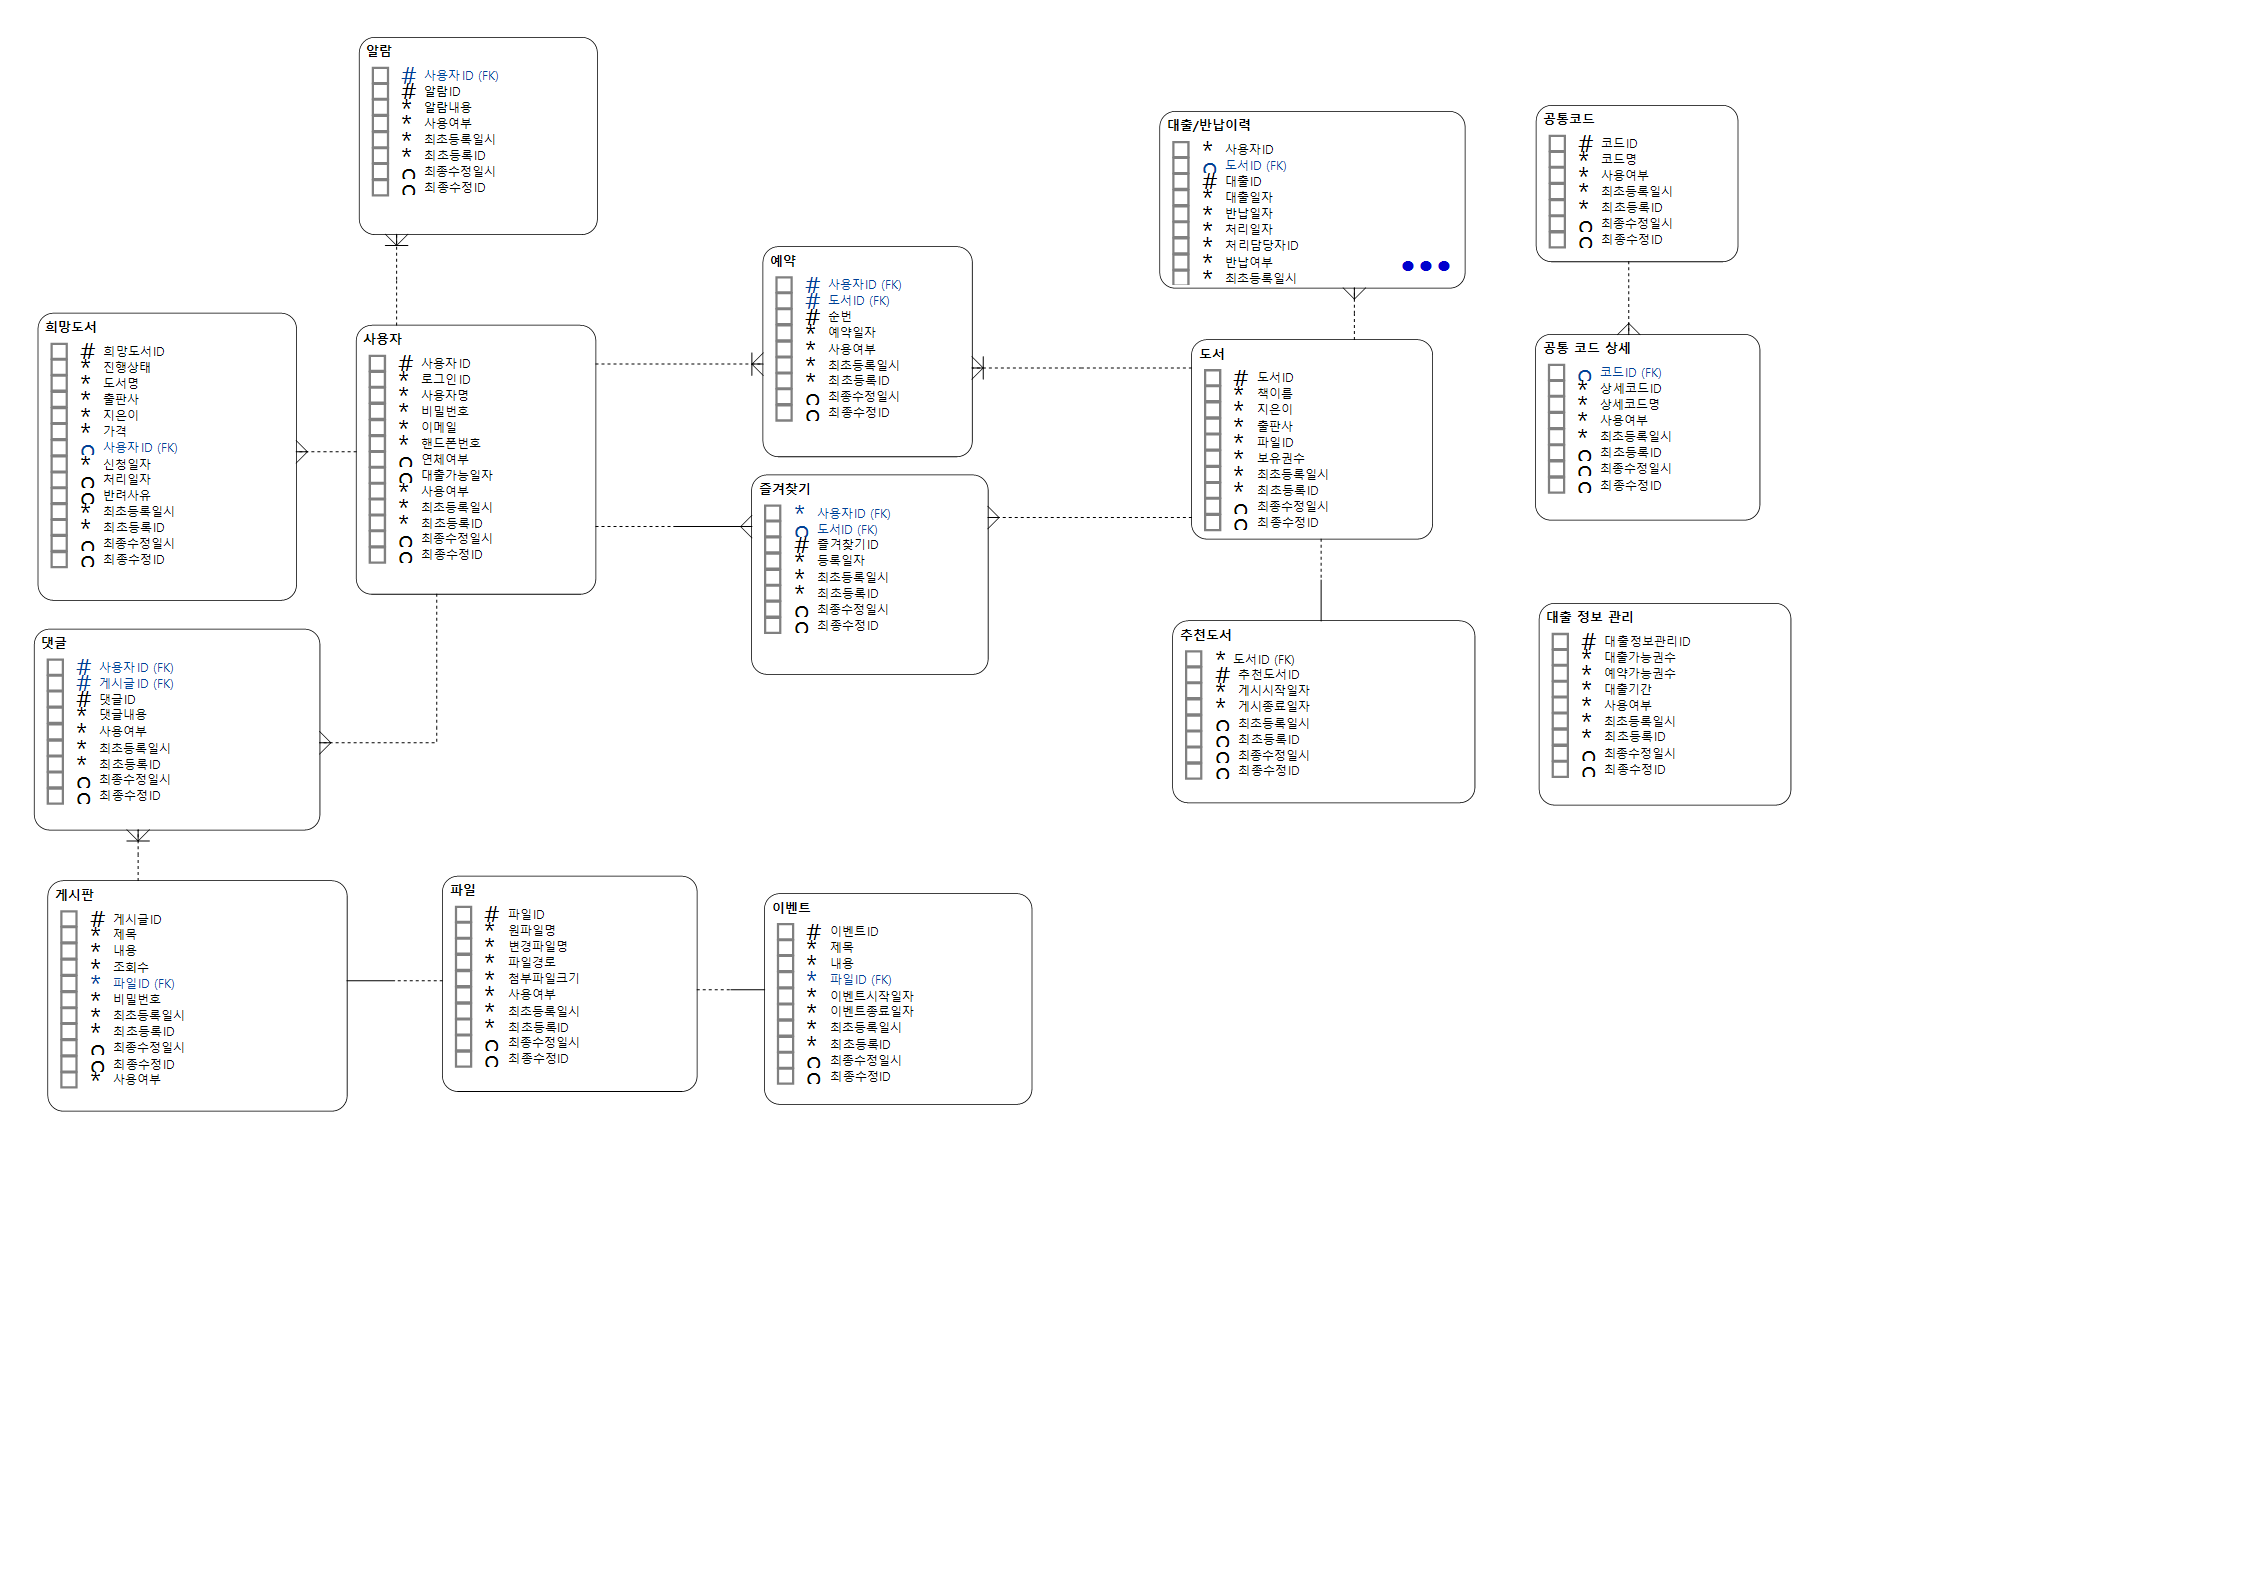 알람
# 사용자ID (FK)
# 알람ID
* 알람내용
* 사용여부
* 최초등록일시
* 최초등록ID
C 최종수정일시
C 최종수정ID
대출/반납이력
* 사용자ID
C 도서ID (FK)
# 대출ID
* 대출일자
* 반납일자
* 처리일자
* 처리담당자ID
* 반납여부
* 최초등록일시
공통코드
# 코드ID
* 코드명
* 사용여부
* 최초등록일시
* 최초등록ID
C 최종수정일시
C 최종수정ID
예약
# 사용자ID (FK)
# 도서ID (FK)
# 순번
* 예약일자
* 사용여부
* 최초등록일시
* 최초등록ID
C 최종수정일시
C 최종수정ID
희망도서
# 희망도서ID
* 진행상태
* 도서명
* 출판사
* 지은이
* 가격
C 사용자ID (FK)
* 신청일자
C 처리일자
C 반려사유
* 최초등록일시
* 최초등록ID
C 최종수정일시
C 최종수정ID
사용자
# 사용자ID
* 로그인ID
* 사용자명
* 비밀번호
* 이메일
* 핸드폰번호
C 연체여부
C 대출가능일자
* 사용여부
* 최초등록일시
* 최초등록ID
C 최종수정일시
C 최종수정ID
도서
# 도서ID
* 책이름
* 지은이
* 출판사
* 파일ID
* 보유권수
* 최초등록일시
* 최초등록ID
C 최종수정일시
C 최종수정ID
공통 코드 상세
C 코드ID (FK)
* 상세코드ID
* 상세코드명
* 사용여부
* 최초등록일시
C 최초등록ID
C 최종수정일시
C 최종수정ID
즐겨찾기
* 사용자ID (FK)
C 도서ID (FK)
# 즐겨찾기ID
* 등록일자
* 최초등록일시
* 최초등록ID
C 최종수정일시
C 최종수정ID
댓글
# 사용자ID (FK)
# 게시글ID (FK)
# 댓글ID
* 댓글내용
* 사용여부
* 최초등록일시
* 최초등록ID
C 최종수정일시
C 최종수정ID
추천도서
* 도서ID (FK)
# 추천도서ID
* 게시시작일자
* 게시종료일자
C 최초등록일시
C 최초등록ID
C 최종수정일시
C 최종수정ID
대출 정보 관리
# 대출정보관리ID
* 대출가능권수
* 예약가능권수
* 대출기간
* 사용여부
* 최초등록일시
* 최초등록ID
C 최종수정일시
C 최종수정ID
게시판
# 게시글ID
* 제목
* 내용
* 조회수
* 파일ID (FK)
* 비밀번호
* 최초등록일시
* 최초등록ID
C 최종수정일시
C 최종수정ID
* 사용여부
파일
# 파일ID
* 원파일명
* 변경파일명
* 파일경로
* 첨부파일크기
* 사용여부
* 최초등록일시
* 최초등록ID
C 최종수정일시
C 최종수정ID
이벤트
# 이벤트ID
* 제목
* 내용
* 파일ID (FK)
* 이벤트시작일자
* 이벤트종료일자
* 최초등록일시
* 최초등록ID
C 최종수정일시
C 최종수정ID